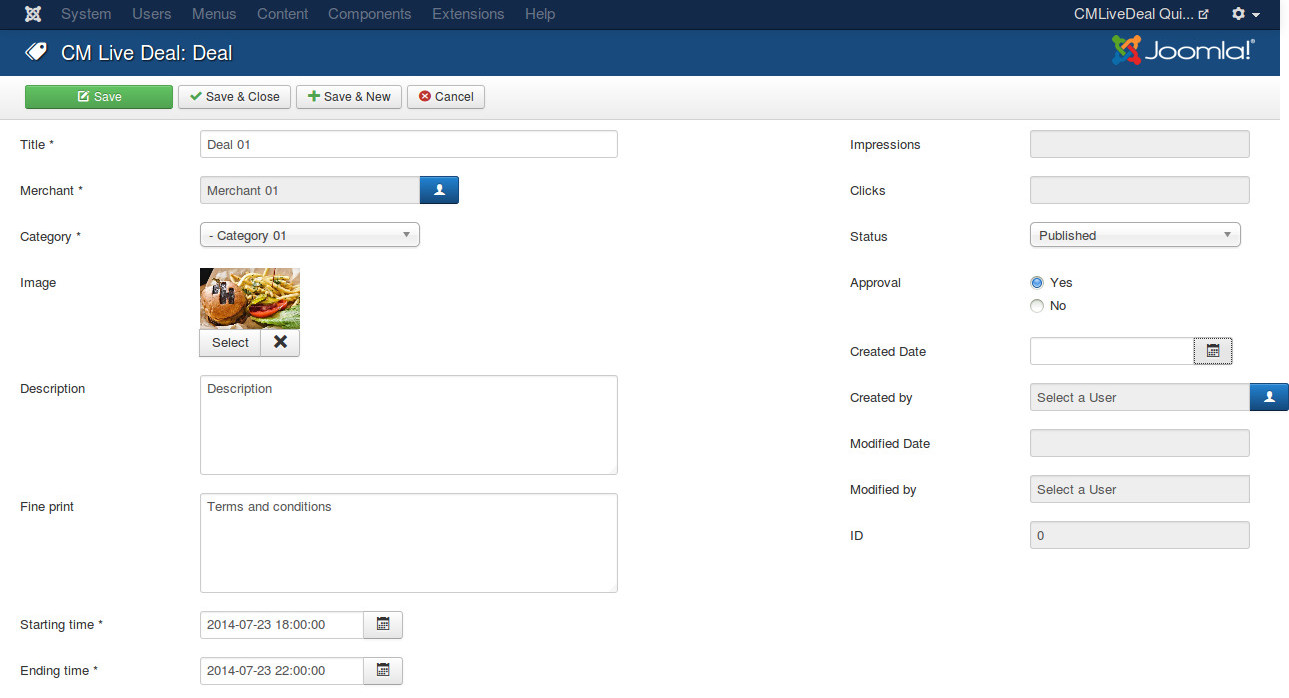 System Users Menus Content Components Extensions Help CMLiveDeal Qui...
CM Live Deal: Deal Joomla!®
Save Save & Close Save & New Cancel
Title * Deal 01 Impressions
Merchant * Merchant 01 Clicks
Category * - Category 01 Status Published
Image Approval Yes
No
Select
Created Date
Description Description Created by Select a User
Modified Date
Modified by Select a User
Fine print Terms and conditions
ID 0
Starting time * 2014-07-23 18:00:00
Ending time * 2014-07-23 22:00:00